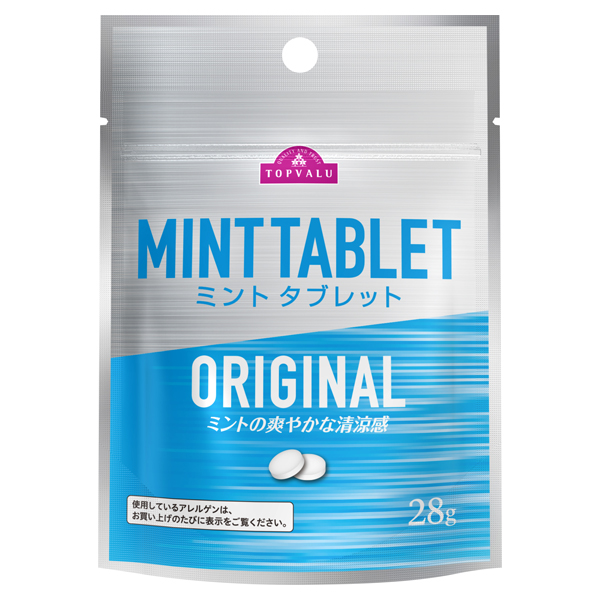 QUALITY AND TRUST
TOPVALU
MINT TABLET
ミント タブレット
ORIGINAL
ミントの爽やかな清涼感
使用しているアレルゲンは、
お買い上げのたびに表示をご覧ください。
28g